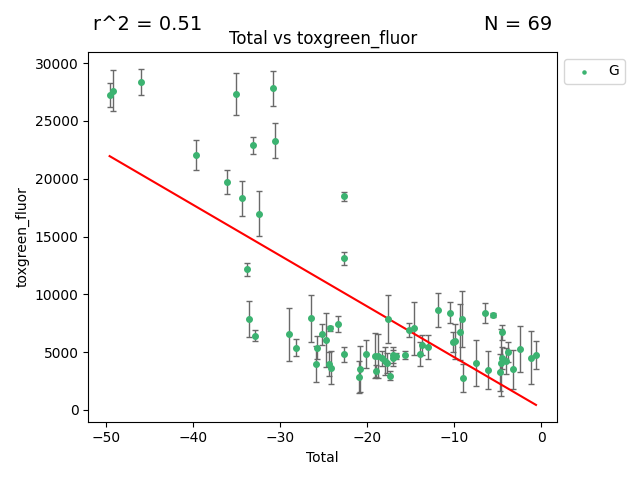 r^2 = 0.51
N = 69
Total vs toxgreen_fluor
G
30000
25000
20000
15000
10000
5000
0
toxgreen_fluor
−50
−40
−30
−20
−10
0
Total